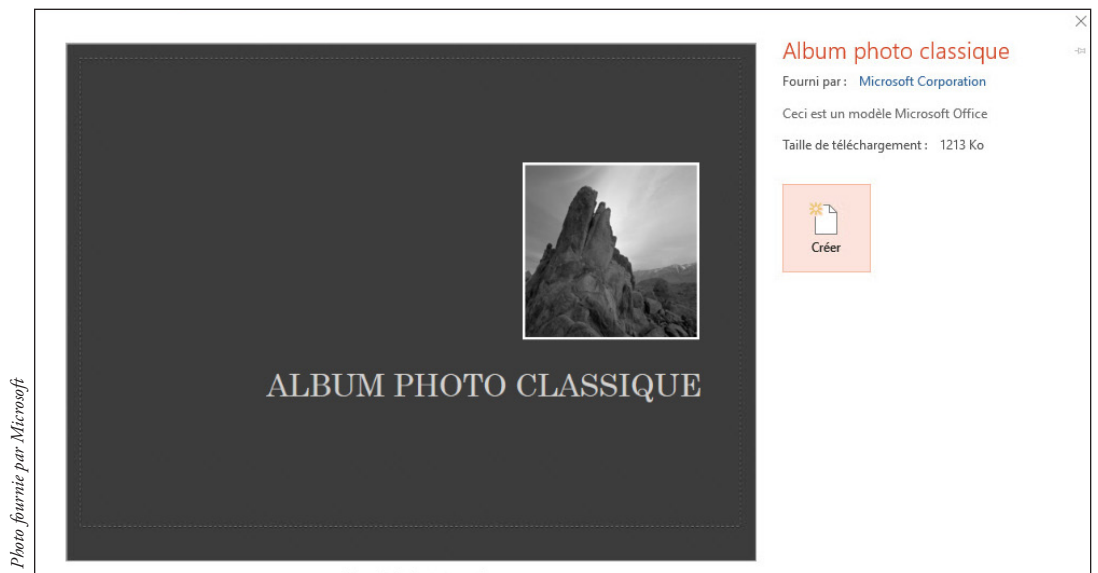 Album photo classique
Fourni par : Microsoft Corporation
Ceci est un modèle Microsoft Office
Taille de téléchargement : 1213 Ko
Créer
ALBUM PHOTO CLASSIQUE
Photo fournie par Microsoft